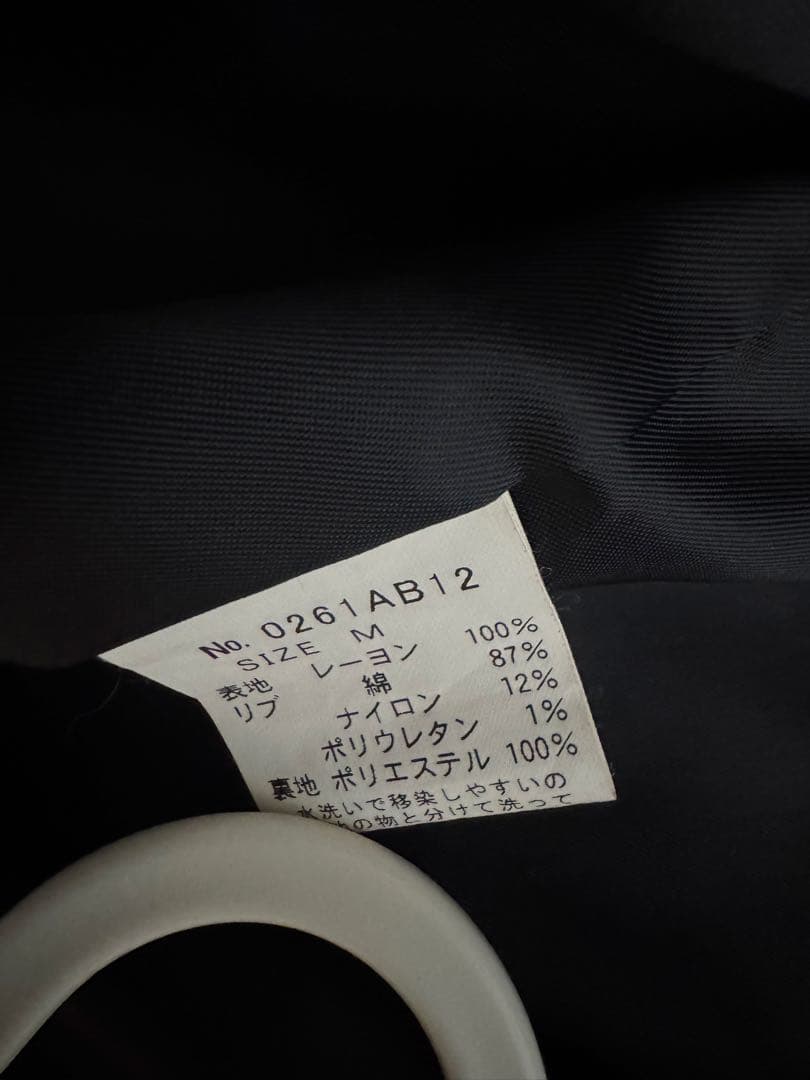 No. 0261AB12
SIZE M
表地 レーヨン 100%
リブ 綿 87%
ナイロン 12%
ポリウレタン 1%
裏地 ポリエステル 100%
水洗いで移染しやすいの
の物と分けて洗って